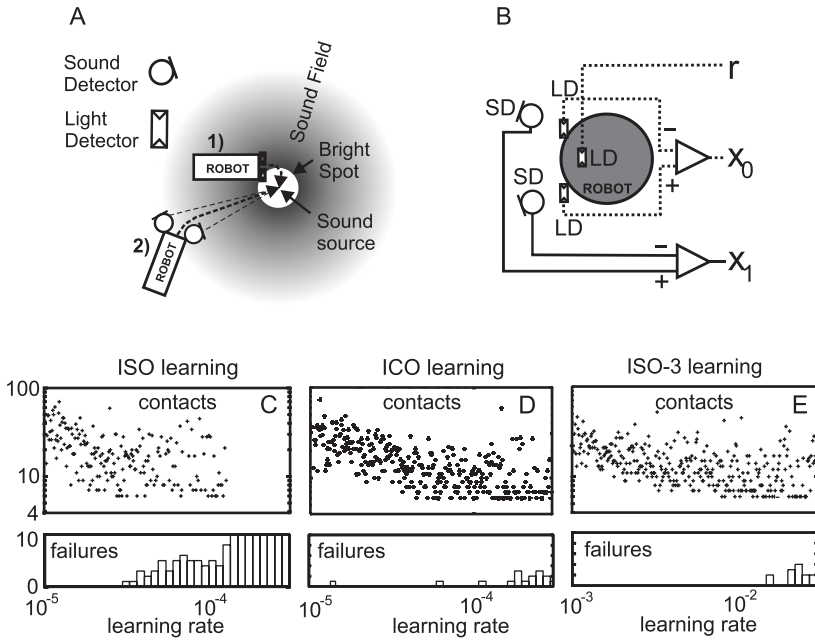 A
Sound
Detector
Light
Detector
Sound Field
1)
ROBOT
Bright
Spot
Sound
source
2)
ROBOT
B
r
LD
SD
LD
ROBOT
SD
LD
−
+
X0
−
+
X1
ISO learning
contacts
C
100
10
4
failures
10
0
10-5
10-4
learning rate
ICO learning
contacts
D
failures
10-5
10-4
learning rate
ISO-3 learning
contacts
E
failures
10-3
10-2
learning rate